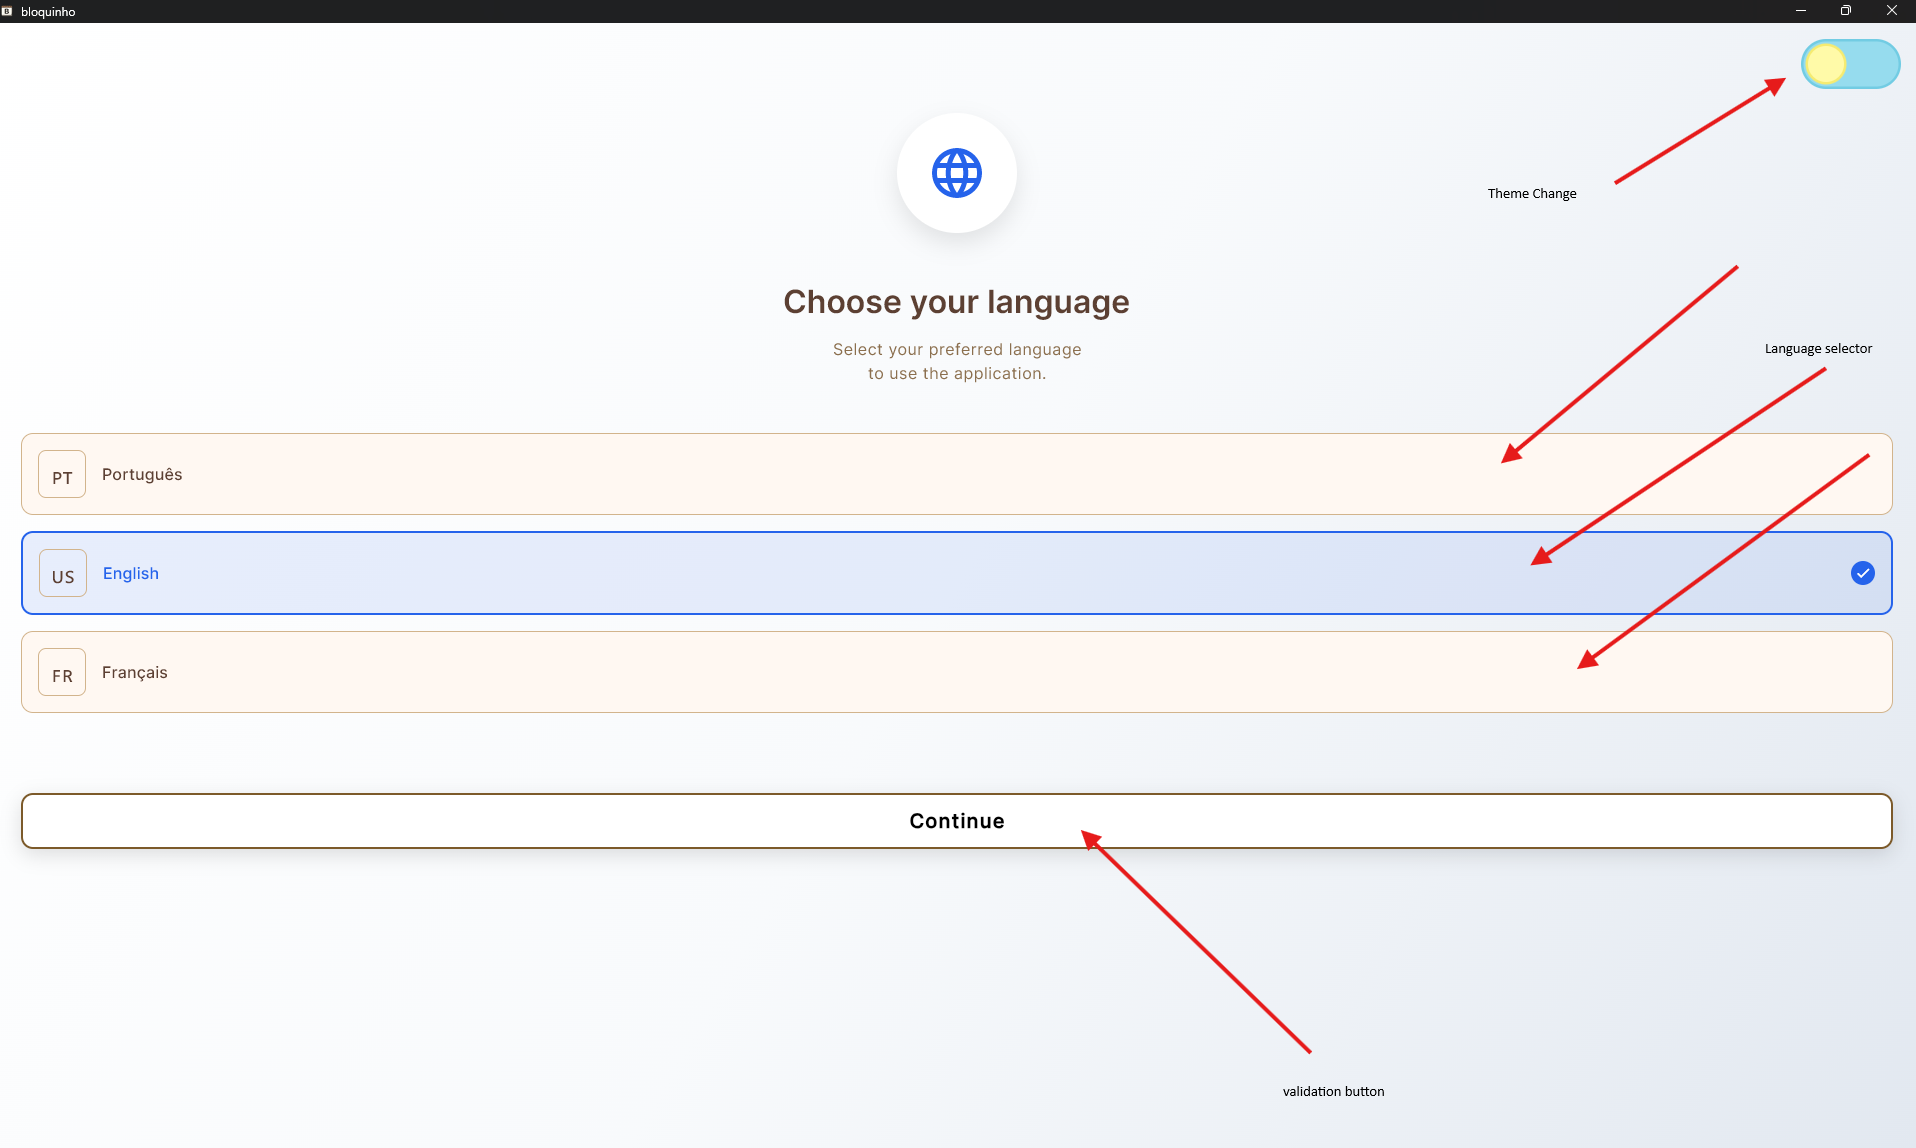 bloquinho
Theme Change
Choose your language
Select your preferred language
to use the application.
Language selector
PT Português
US English
FR Français
Continue
validation button